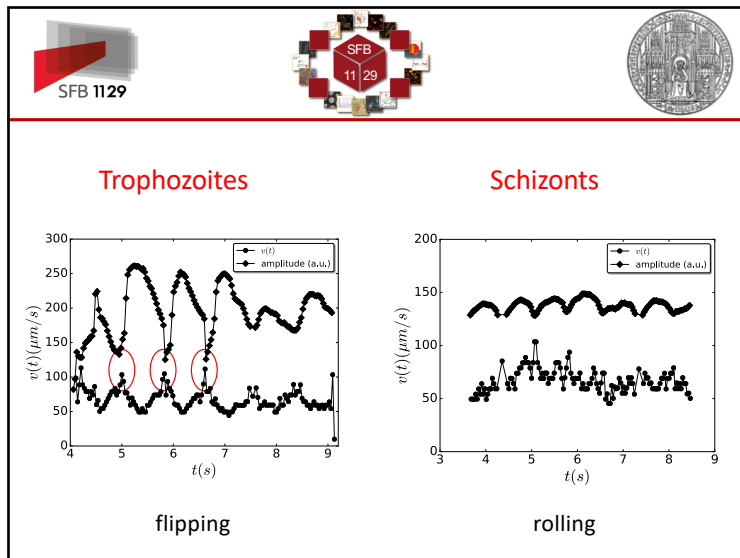 SFB 1129
SFB
11 29
Trophozoites
Schizonts
300
250
200
150
100
50
0
v(t)(μm/s)
v(t)
amplitude (a.u.)
4 5 6 7 8 9
t(s)
200
150
100
50
0
v(t)(μm/s)
v(t)
amplitude (a.u.)
3 4 5 6 7 8 9
t(s)
flipping
rolling